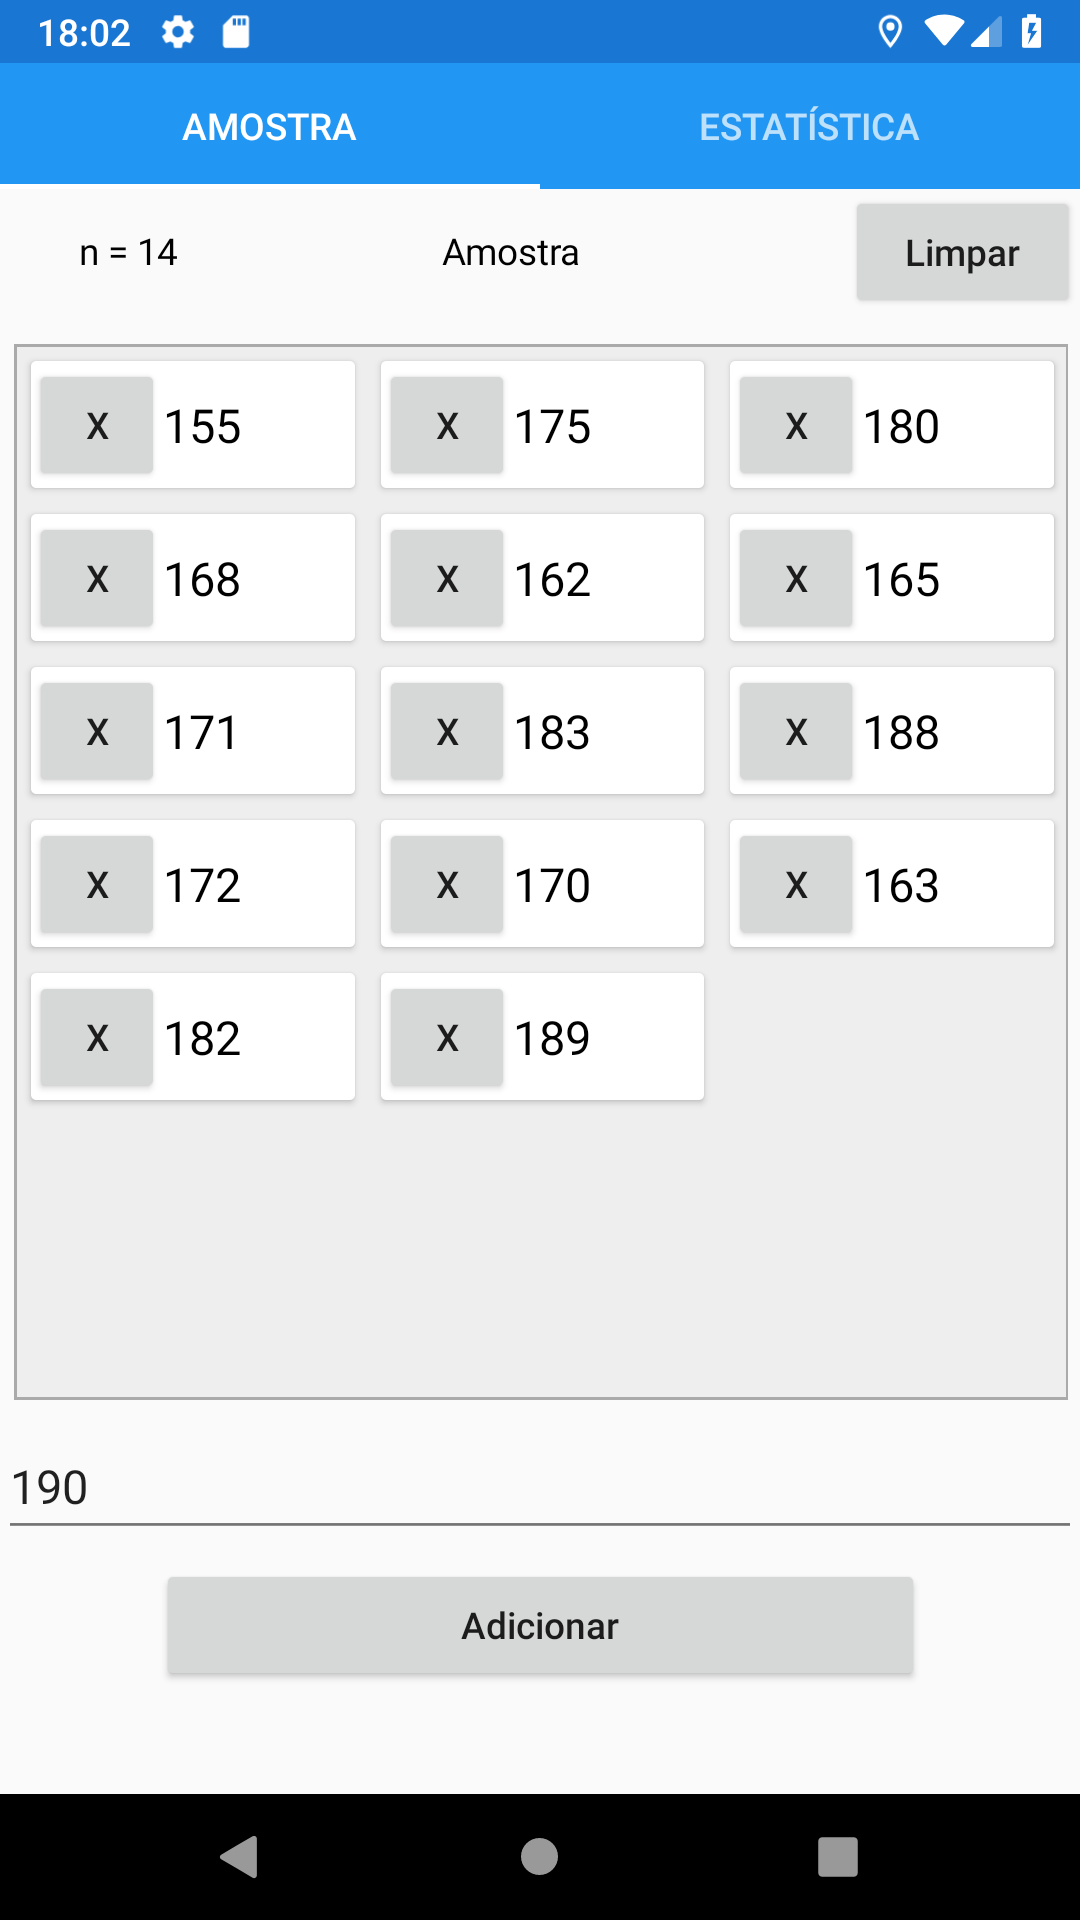 18:02
AMOSTRA ESTATÍSTICA
n = 14 Amostra Limpar
X 155 X 175 X 180
X 168 X 162 X 165
X 171 X 183 X 188
X 172 X 170 X 163
X 182 X 189
190
Adicionar